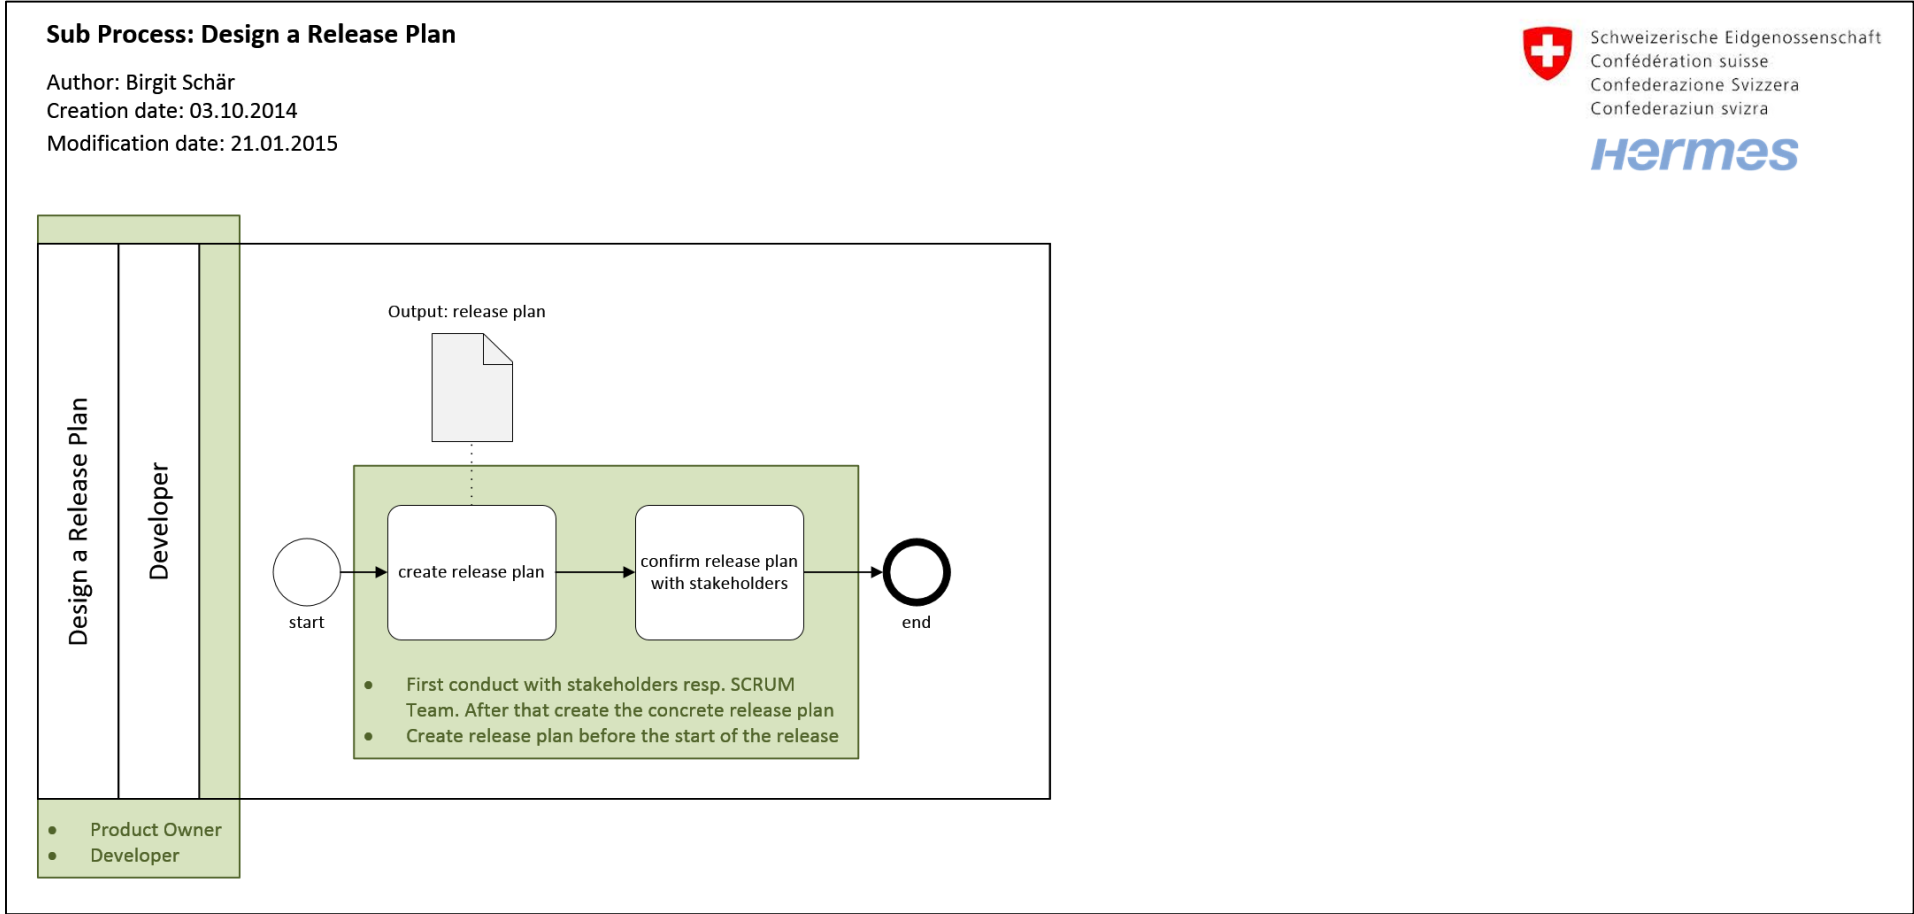 Sub Process: Design a Release Plan
Author: Birgit Schär
Creation date: 03.10.2014
Modification date: 21.01.2015
Schweizerische Eidgenossenschaft
Confédération suisse
Confederazione Svizzera
Confederaziun svizra
Hermes
Design a Release Plan
Developer
Output: release plan
start
create release plan
confirm release plan
with stakeholders
end
• First conduct with stakeholders resp. SCRUM
Team. After that create the concrete release plan
• Create release plan before the start of the release
• Product Owner
• Developer